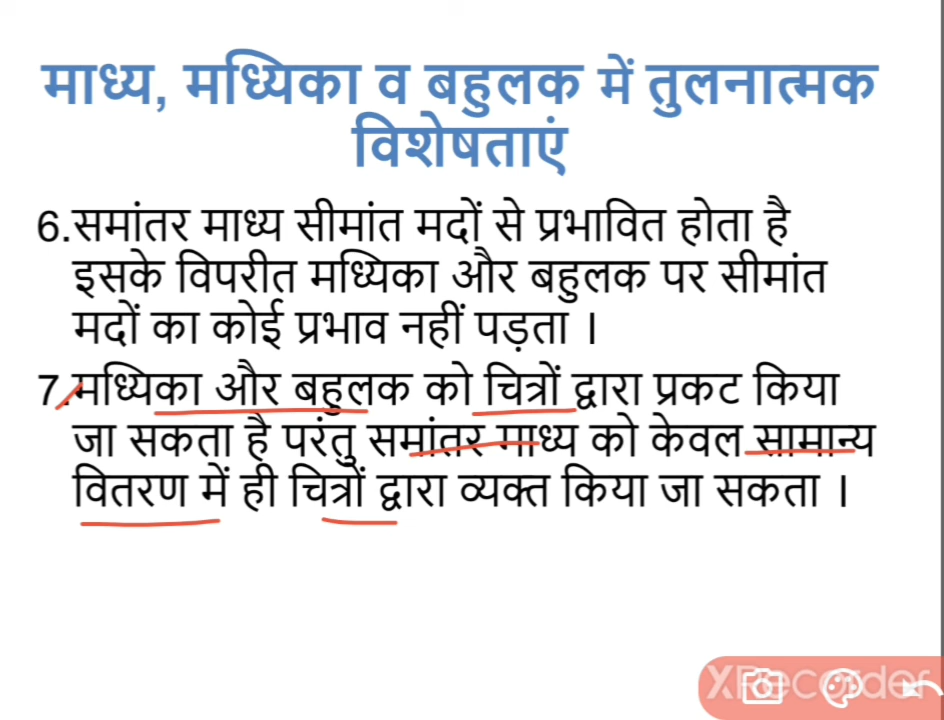 माध्य, मध्यिका व बहुलक में तुलनात्मक
विशेषताएं
6.समांतर माध्य सीमांत मदों से प्रभावित होता है
इसके विपरीत मध्यिका और बहुलक पर सीमांत
मदों का कोई प्रभाव नहीं पड़ता ।
7.मध्यिका और बहुलक को चित्रों द्वारा प्रकट किया
जा सकता है परंतु समांतर माध्य को केवल सामान्य
वितरण में ही चित्रों द्वारा व्यक्त किया जा सकता ।
XRecorder